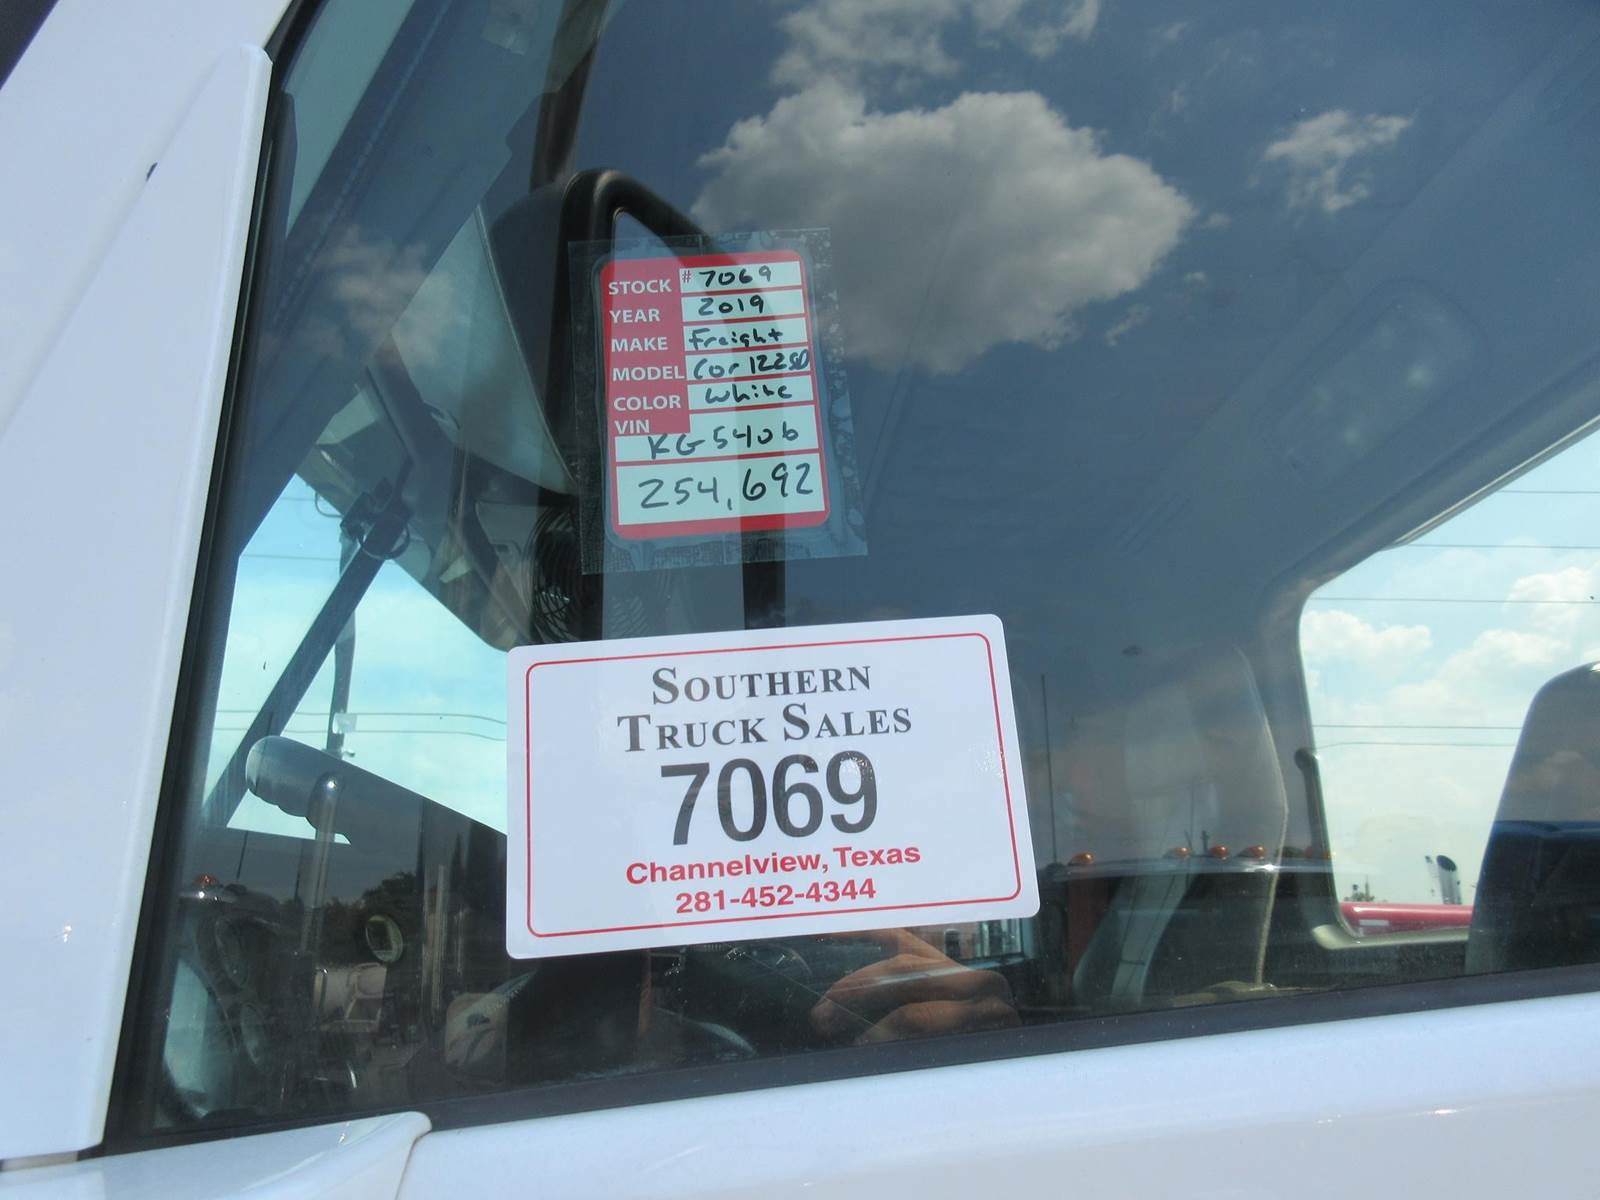 STOCK # 7069
YEAR 2019
MAKE Freight
MODEL Cor 122SD
COLOR White
VIN
KG5406
254,692
SOUTHERN
TRUCK SALES
7069
Channelview, Texas
281-452-4344